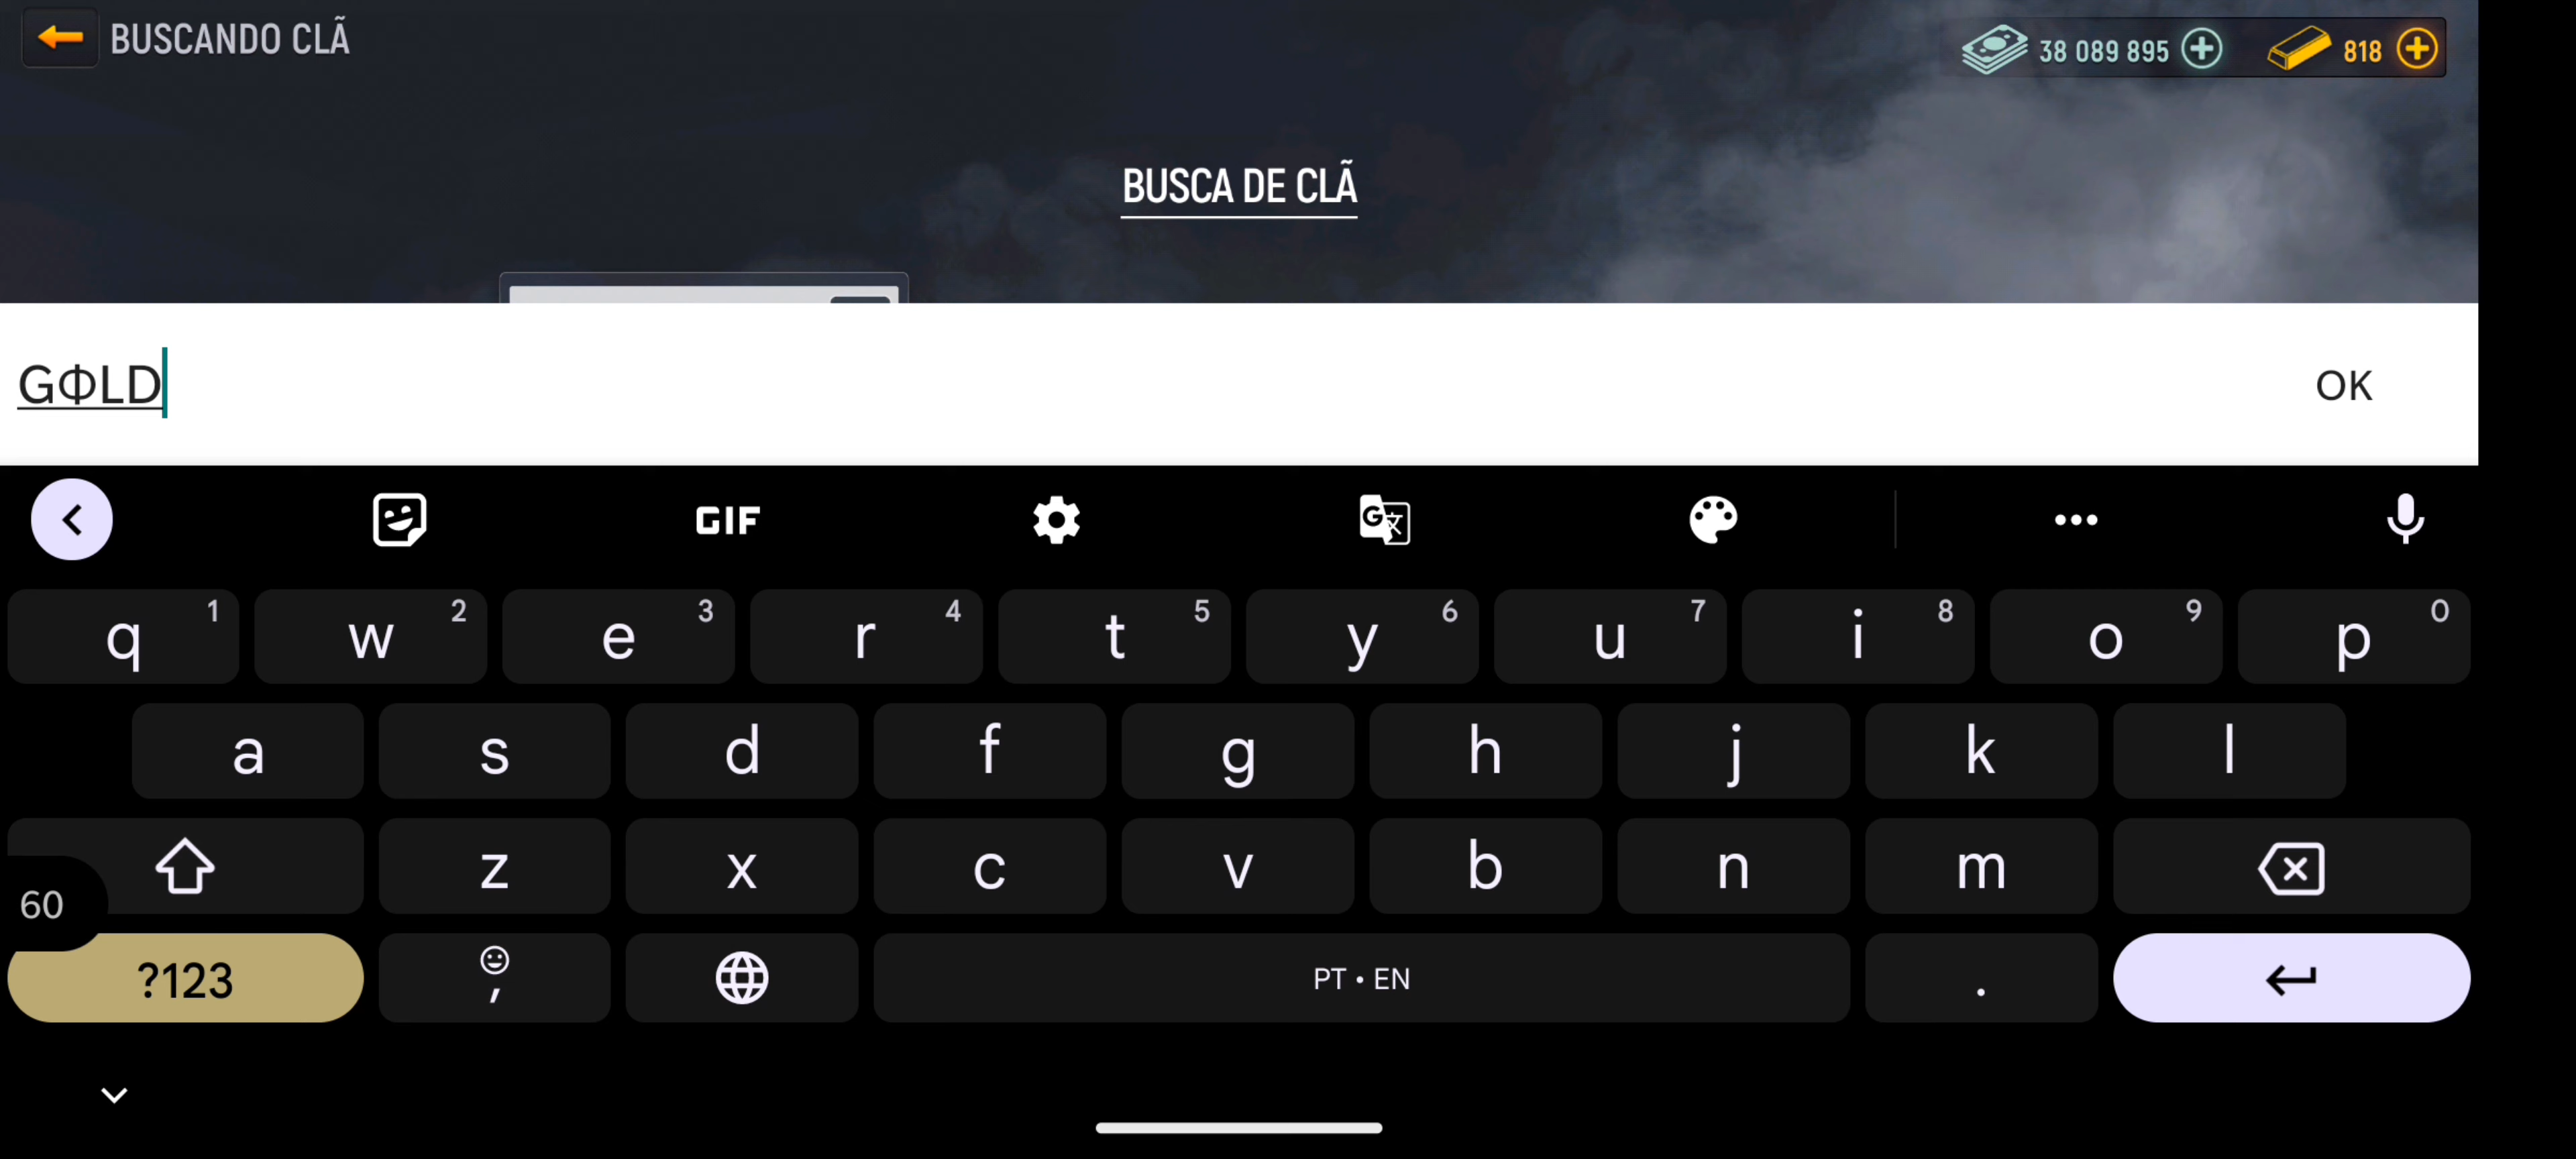 BUSCANDO CLÃ
38 089 895
818
BUSCA DE CLÃ
GФLD
OK
GIF
q 1 w 2 e 3 r 4 t 5 y 6 u 7 i 8 o 9 p 0
a s d f g h j k l
z x c v b n m
60
?123 , PT • EN .